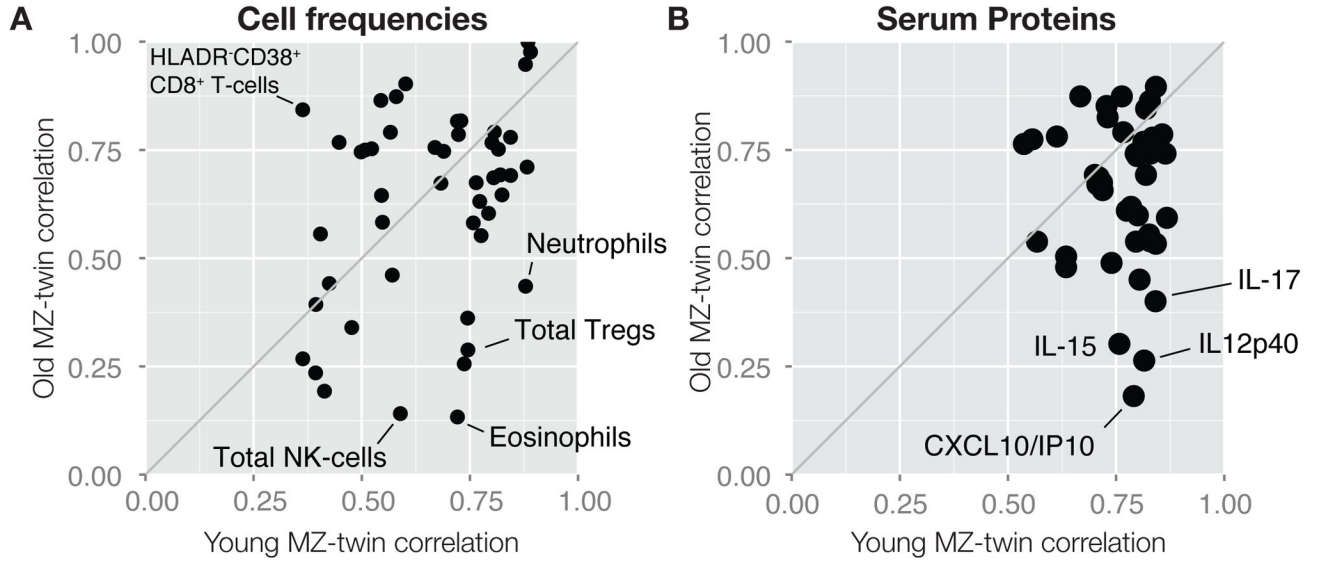 A
Cell frequencies
1.00
0.75
0.50
0.25
0.00
Old MZ-twin correlation
HLADR⁻CD38⁺
CD8⁺ T-cells
Neutrophils
Total Tregs
Eosinophils
Total NK-cells
0.00 0.25 0.50 0.75 1.00
Young MZ-twin correlation
B
Serum Proteins
1.00
0.75
0.50
0.25
0.00
Old MZ-twin correlation
IL-17
IL-15
IL12p40
CXCL10/IP10
0.00 0.25 0.50 0.75 1.00
Young MZ-twin correlation